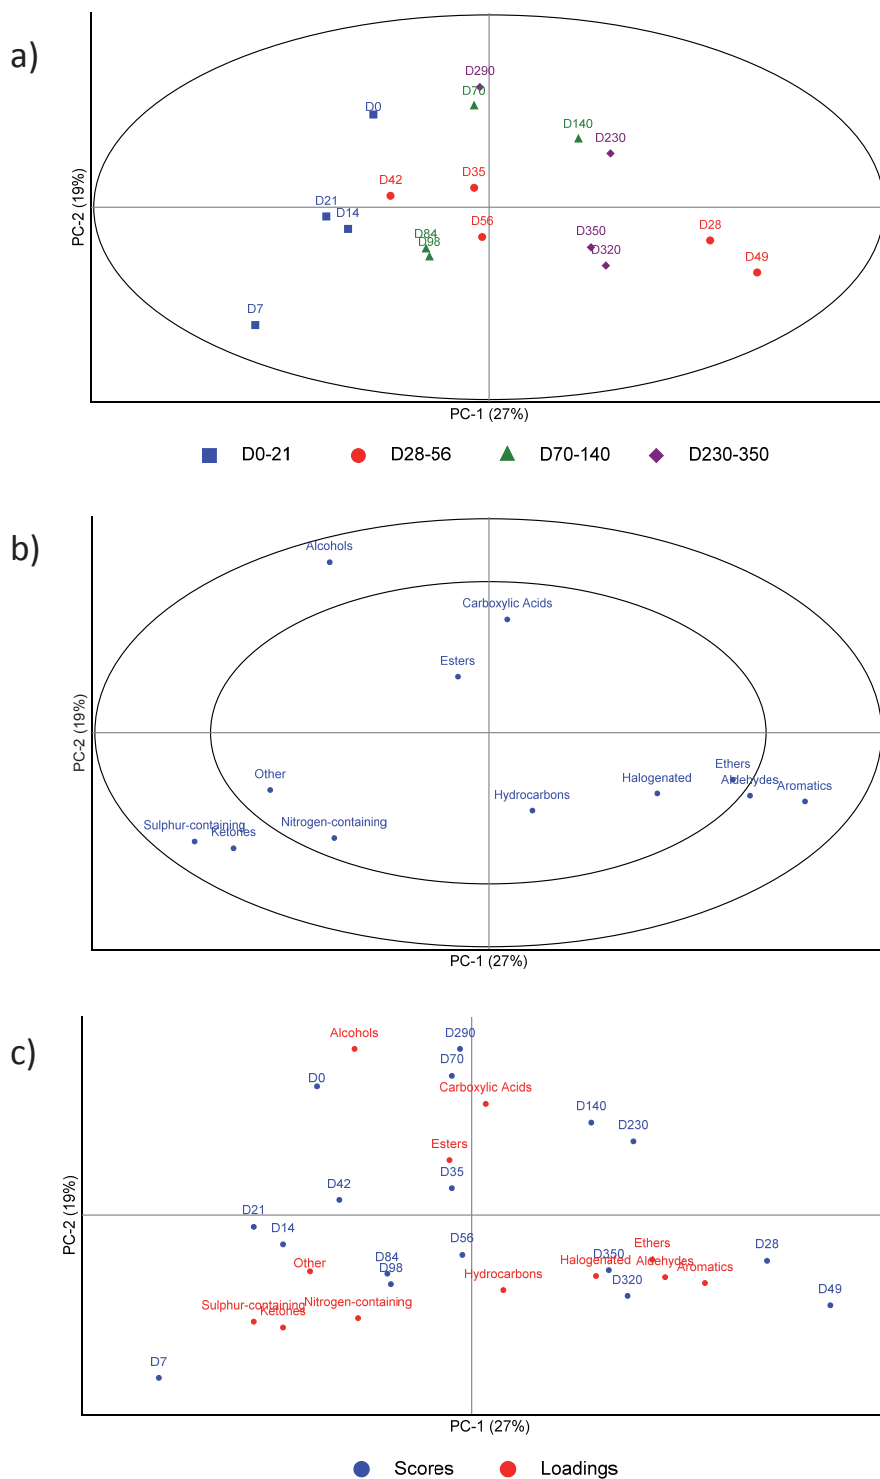 a)
D290
D70
D0
D140
D230
D35
D42
D21
D14
D56
D28
D84
D98
D350
D320
D49
D7
PC-2 (19%)
PC-1 (27%)
D0-21 D28-56 D70-140 D230-350
b)
Alcohols
Carboxylic Acids
Esters
Ethers
Other
Halogenated
Aldehydes
Aromatics
Hydrocarbons
Sulphur-containing
Ketones
Nitrogen-containing
PC-2 (19%)
PC-1 (27%)
c)
Alcohols
D290
D70
D0
Carboxylic Acids
D140
D230
Esters
D35
D42
D21
D14
D56
Ethers
D28
D84
D98
Other
D350
Halogenated
Aldehydes
Aromatics
Hydrocarbons
D320
D49
Sulphur-containing
Ketones
Nitrogen-containing
D7
PC-2 (19%)
PC-1 (27%)
Scores Loadings